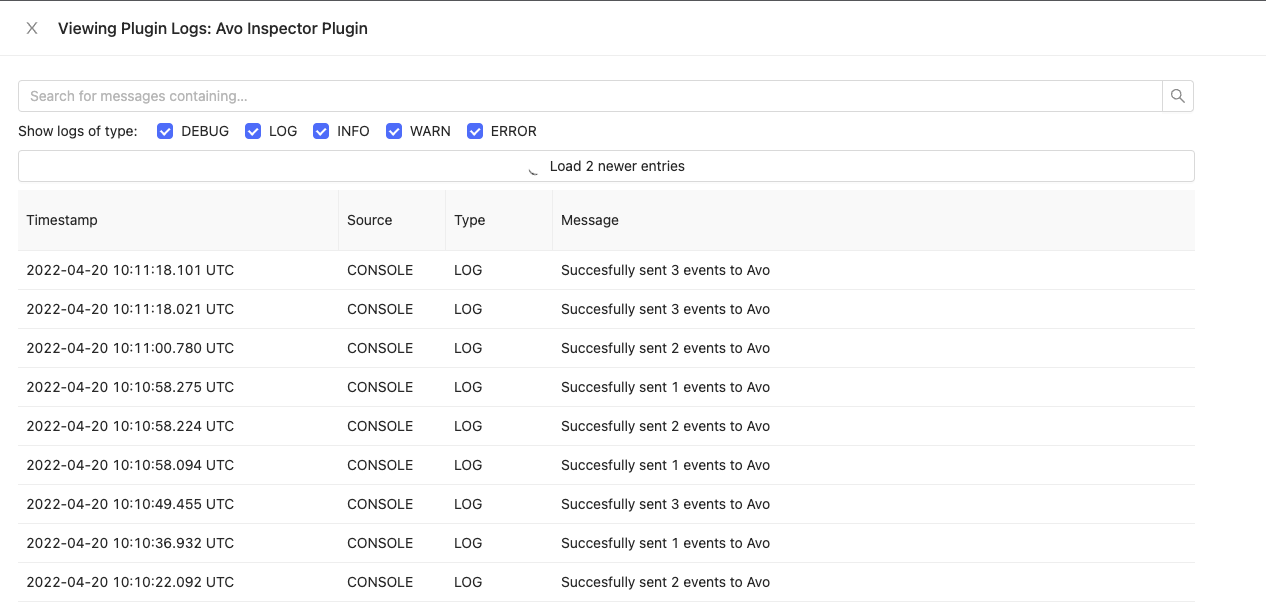 Viewing Plugin Logs: Avo Inspector Plugin
Search for messages containing...
Show logs of type: DEBUG LOG INFO WARN ERROR
Load 2 newer entries
Timestamp Source Type Message
2022-04-20 10:11:18.101 UTC CONSOLE LOG Succesfully sent 3 events to Avo
2022-04-20 10:11:18.021 UTC CONSOLE LOG Succesfully sent 3 events to Avo
2022-04-20 10:11:00.780 UTC CONSOLE LOG Succesfully sent 2 events to Avo
2022-04-20 10:10:58.275 UTC CONSOLE LOG Succesfully sent 1 events to Avo
2022-04-20 10:10:58.224 UTC CONSOLE LOG Succesfully sent 2 events to Avo
2022-04-20 10:10:58.094 UTC CONSOLE LOG Succesfully sent 1 events to Avo
2022-04-20 10:10:49.455 UTC CONSOLE LOG Succesfully sent 3 events to Avo
2022-04-20 10:10:36.932 UTC CONSOLE LOG Succesfully sent 1 events to Avo
2022-04-20 10:10:22.092 UTC CONSOLE LOG Succesfully sent 2 events to Avo